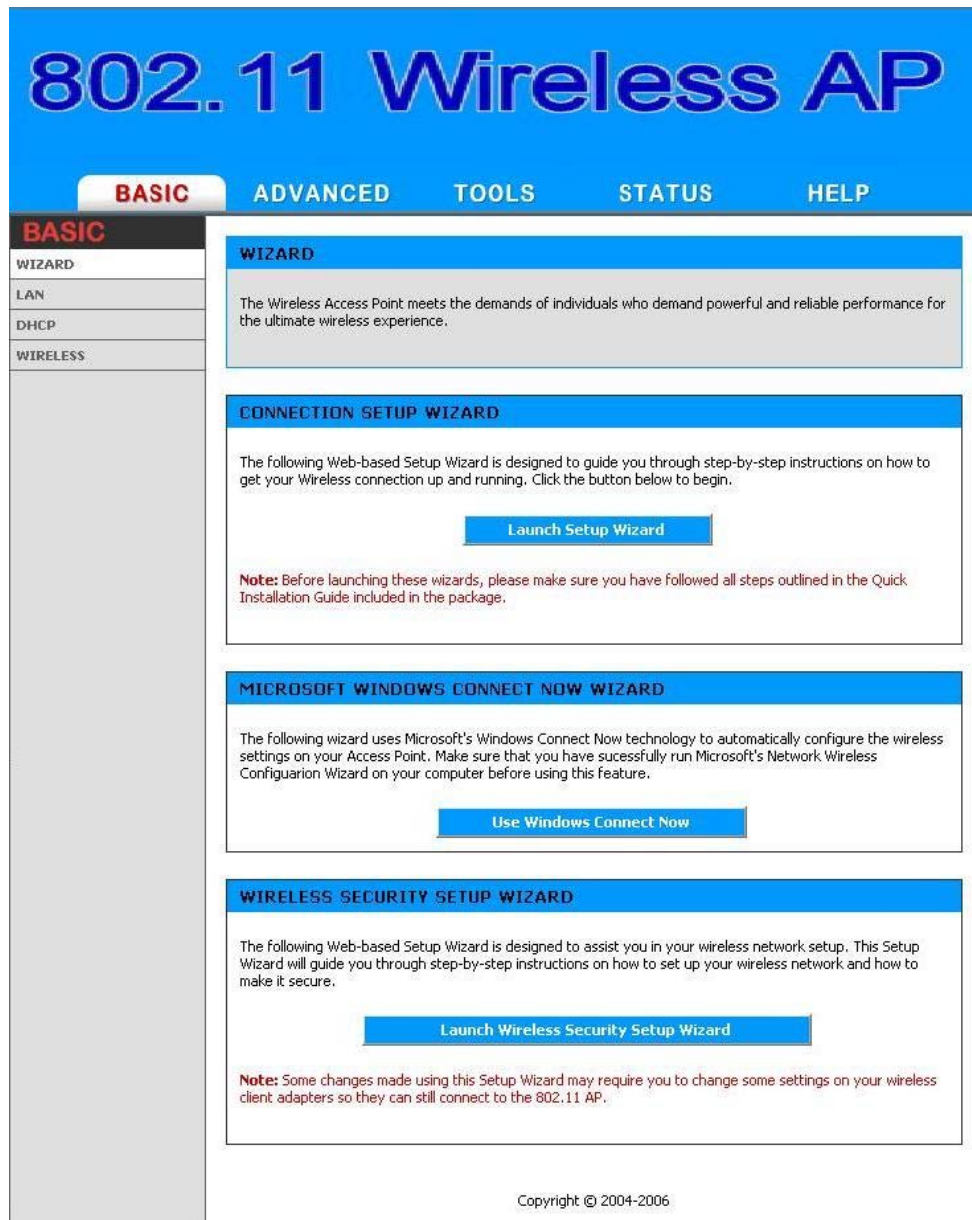 802.11 Wireless AP
BASIC ADVANCED TOOLS STATUS HELP
BASIC
WIZARD
LAN
DHCP
WIRELESS
WIZARD
The Wireless Access Point meets the demands of individuals who demand powerful and reliable performance for
the ultimate wireless experience.
CONNECTION SETUP WIZARD
The following Web-based Setup Wizard is designed to guide you through step-by-step instructions on how to
get your Wireless connection up and running. Click the button below to begin.
Launch Setup Wizard
Note: Before launching these wizards, please make sure you have followed all steps outlined in the Quick
Installation Guide included in the package.
MICROSOFT WINDOWS CONNECT NOW WIZARD
The following wizard uses Microsoft's Windows Connect Now technology to automatically configure the wireless
settings on your Access Point. Make sure that you have sucessfully run Microsoft's Network Wireless
Configuarion Wizard on your computer before using this feature.
Use Windows Connect Now
WIRELESS SECURITY SETUP WIZARD
The following Web-based Setup Wizard is designed to assist you in your wireless network setup. This Setup
Wizard will guide you through step-by-step instructions on how to set up your wireless network and how to
make it secure.
Launch Wireless Security Setup Wizard
Note: Some changes made using this Setup Wizard may require you to change some settings on your wireless
client adapters so they can still connect to the 802.11 AP.
Copyright © 2004-2006